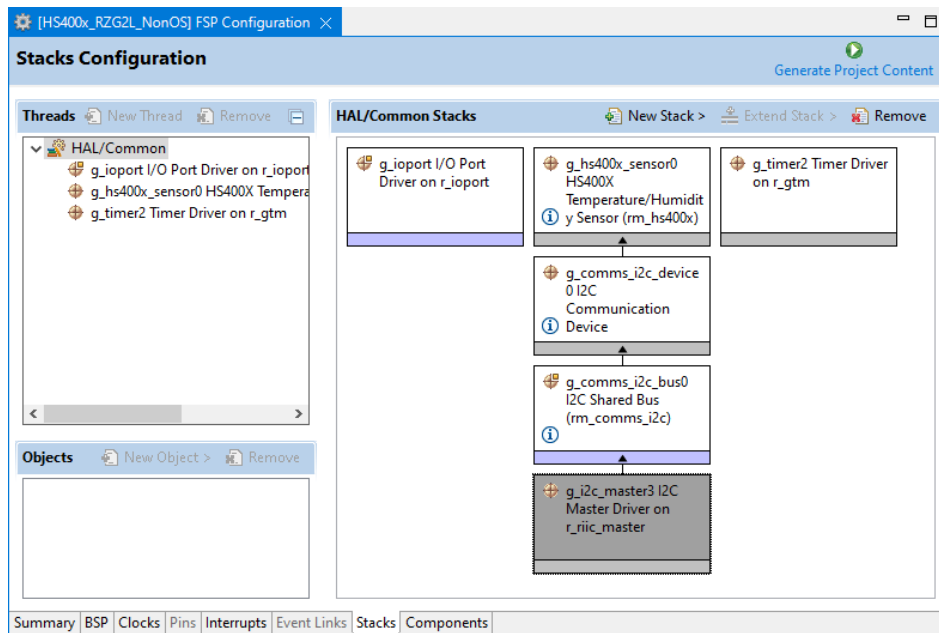 [HS400x_RZG2L_NonOS] FSP Configuration
Stacks Configuration
Generate Project Content
Threads New Thread Remove
HAL/Common
g_ioport I/O Port Driver on r_ioport
g_hs400x_sensor0 HS400X Tempera
g_timer2 Timer Driver on r_gtm
Objects New Object > Remove
HAL/Common Stacks New Stack > Extend Stack > Remove
g_ioport I/O Port
Driver on r_ioport
g_hs400x_sensor0
HS400X
Temperature/Humidit
y Sensor (rm_hs400x)
g_timer2 Timer Driver
on r_gtm
g_comms_i2c_device
0 I2C
Communication
Device
g_comms_i2c_bus0
I2C Shared Bus
(rm_comms_i2c)
g_i2c_master3 I2C
Master Driver on
r_riic_master
Summary BSP Clocks Pins Interrupts Event Links Stacks Components